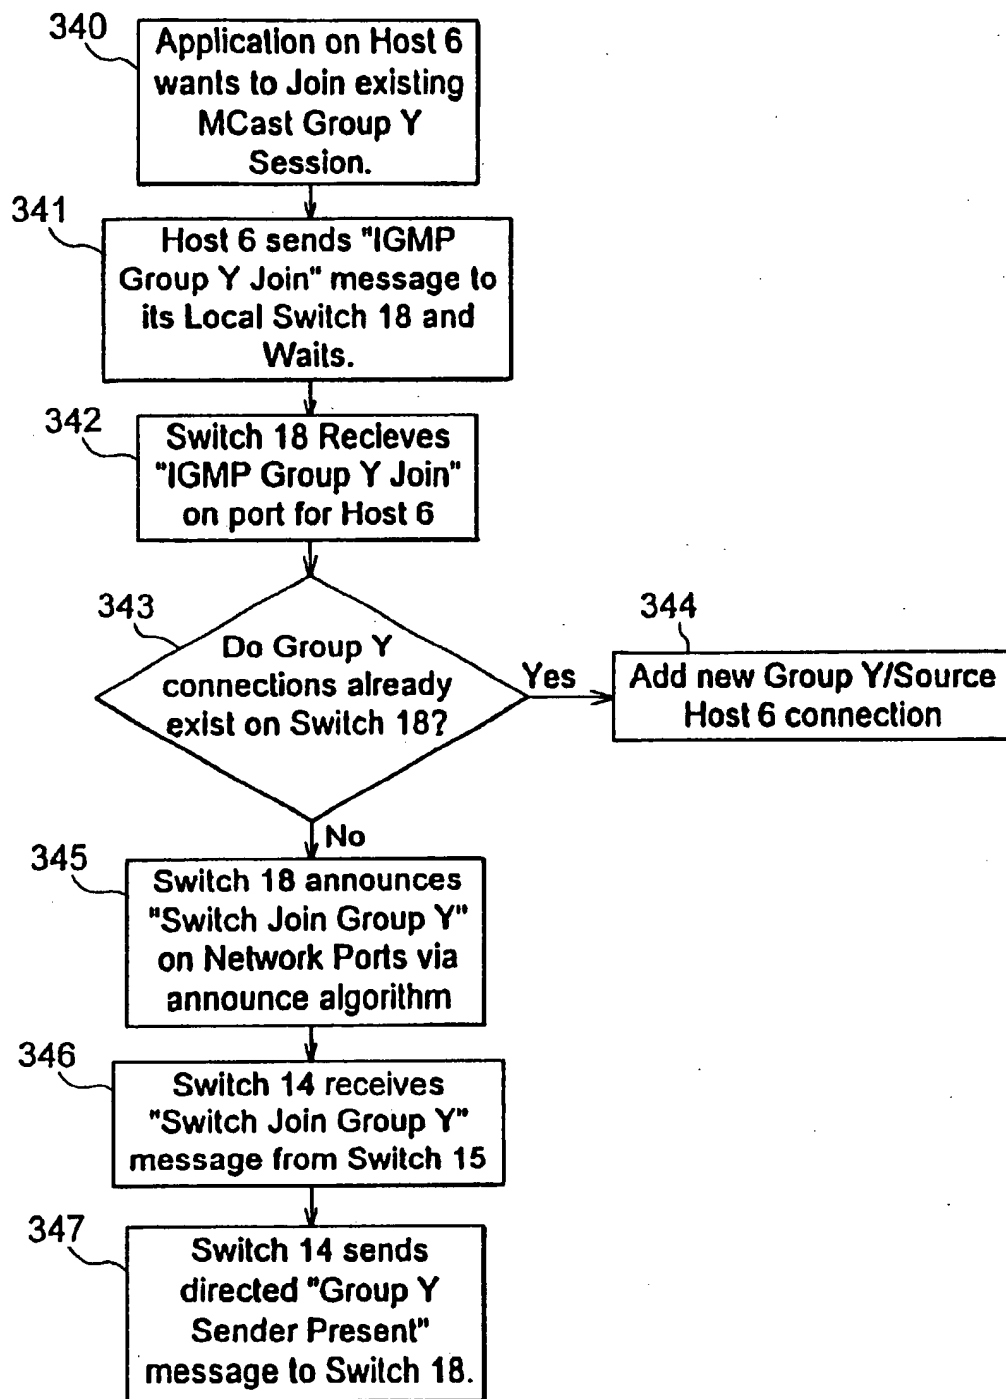 340
Application on Host 6
wants to Join existing
MCast Group Y
Session.
341
Host 6 sends "IGMP
Group Y Join" message to
its Local Switch 18 and
Waits.
342
Switch 18 Recieves
"IGMP Group Y Join"
on port for Host 6
343
Do Group Y
connections already
exist on Switch 18?
Yes
344
Add new Group Y/Source
Host 6 connection
No
345
Switch 18 announces
"Switch Join Group Y"
on Network Ports via
announce algorithm
346
Switch 14 receives
"Switch Join Group Y"
message from Switch 15
347
Switch 14 sends
directed "Group Y
Sender Present"
message to Switch 18.